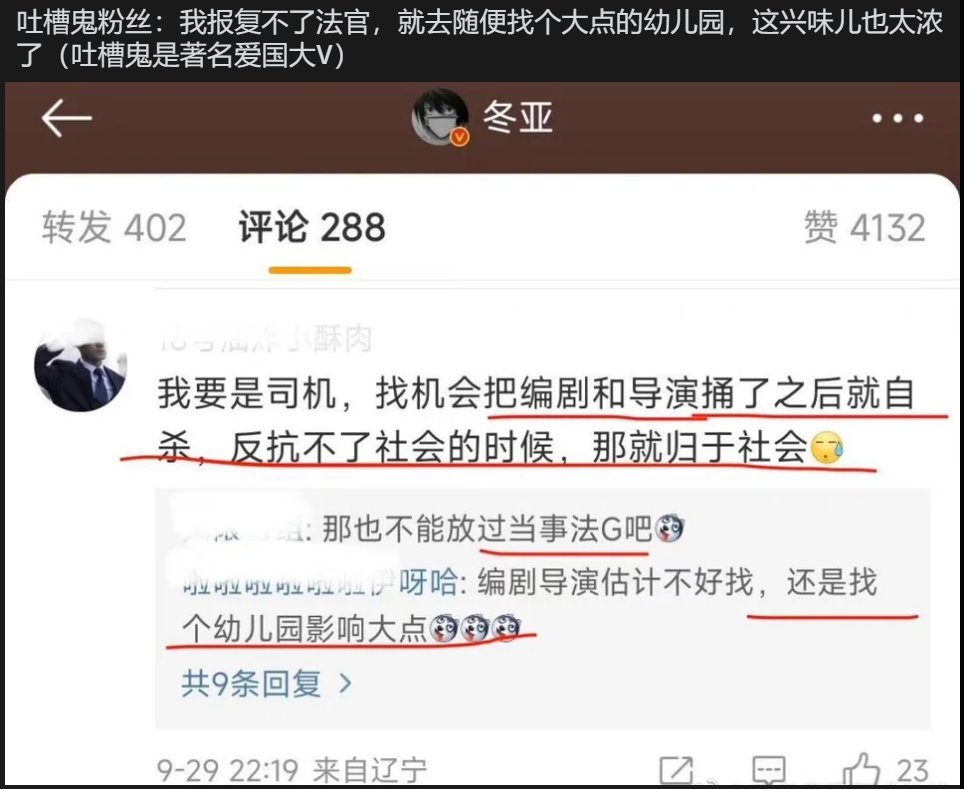 吐槽鬼粉丝：我报复不了法官，就去随便找个大点的幼儿园，这兴味儿也太浓
了（吐槽鬼是著名爱国大V）
冬亚
转发 402 评论 288 赞 4132
酥肉
我要是司机，找机会把编剧和导演捅了之后就自
杀，反抗不了社会的时候，那就归于社会
: 那也不能放过当事法G吧
啦啦啦啦啦啦伊呀哈: 编剧导演估计不好找，还是找
个幼儿园影响大点
共9条回复 >
9-29 22:19 来自辽宁 23